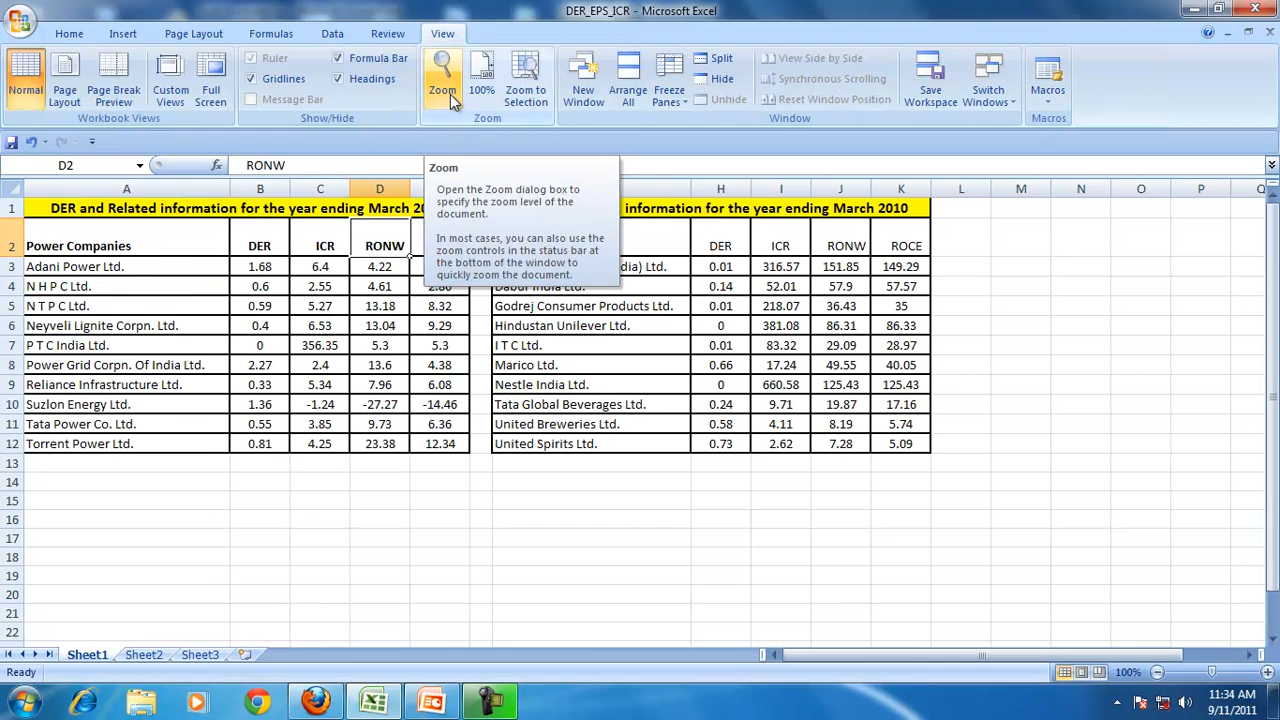 DER_EPS_ICR - Microsoft Excel
Home Insert Page Layout Formulas Data Review View
Normal Page Layout Page Break Preview Custom Views Full Screen
Workbook Views
Ruler Formula Bar
Gridlines Headings
Message Bar
Show/Hide
Zoom 100% Zoom to Selection
Zoom
New Window Arrange All Freeze Panes
Split View Side by Side
Hide Synchronous Scrolling
Unhide Reset Window Position
Save Workspace Switch Windows
Window
Macros
Macros
D2 fx RONW
Zoom
Open the Zoom dialog box to
specify the zoom level of the
document.
In most cases, you can also use the
zoom controls in the status bar at
the bottom of the window to
quickly zoom the document.
A B C D H I J K L M N O P Q
1 DER and Related information for the year ending March 20 information for the year ending March 2010
2 Power Companies DER ICR RONW DER ICR RONW ROCE
3 Adani Power Ltd. 1.68 6.4 4.22 ia) Ltd. 0.01 316.57 151.85 149.29
4 N H P C Ltd. 0.6 2.55 4.61 2.80 Dabur India Ltd. 0.14 52.01 57.9 57.57
5 N T P C Ltd. 0.59 5.27 13.18 8.32 Godrej Consumer Products Ltd. 0.01 218.07 36.43 35
6 Neyveli Lignite Corpn. Ltd. 0.4 6.53 13.04 9.29 Hindustan Unilever Ltd. 0 381.08 86.31 86.33
7 P T C India Ltd. 0 356.35 5.3 5.3 I T C Ltd. 0.01 83.32 29.09 28.97
8 Power Grid Corpn. Of India Ltd. 2.27 2.4 13.6 4.38 Marico Ltd. 0.66 17.24 49.55 40.05
9 Reliance Infrastructure Ltd. 0.33 5.34 7.96 6.08 Nestle India Ltd. 0 660.58 125.43 125.43
10 Suzlon Energy Ltd. 1.36 -1.24 -27.27 -14.46 Tata Global Beverages Ltd. 0.24 9.71 19.87 17.16
11 Tata Power Co. Ltd. 0.55 3.85 9.73 6.36 United Breweries Ltd. 0.58 4.11 8.19 5.74
12 Torrent Power Ltd. 0.81 4.25 23.38 12.34 United Spirits Ltd. 0.73 2.62 7.28 5.09
13
14
15
16
17
18
19
20
21
22
Sheet1 Sheet2 Sheet3
Ready 100%
11:34 AM
9/11/2011